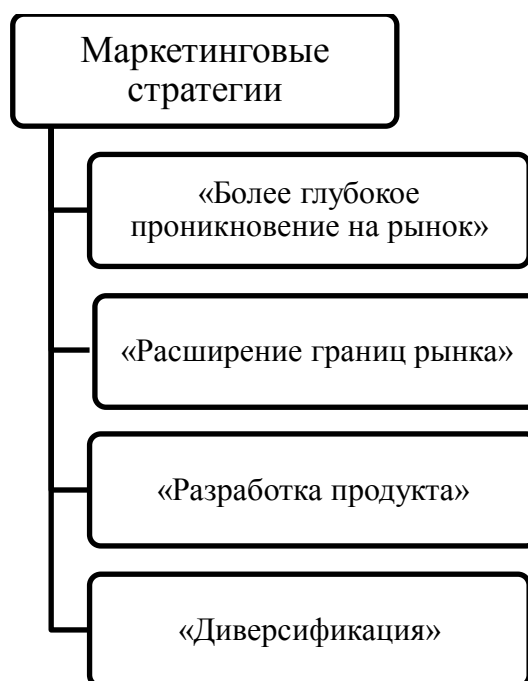 Маркетинговые
стратегии
«Более глубокое
проникновение на рынок»
«Расширение границ рынка»
«Разработка продукта»
«Диверсификация»